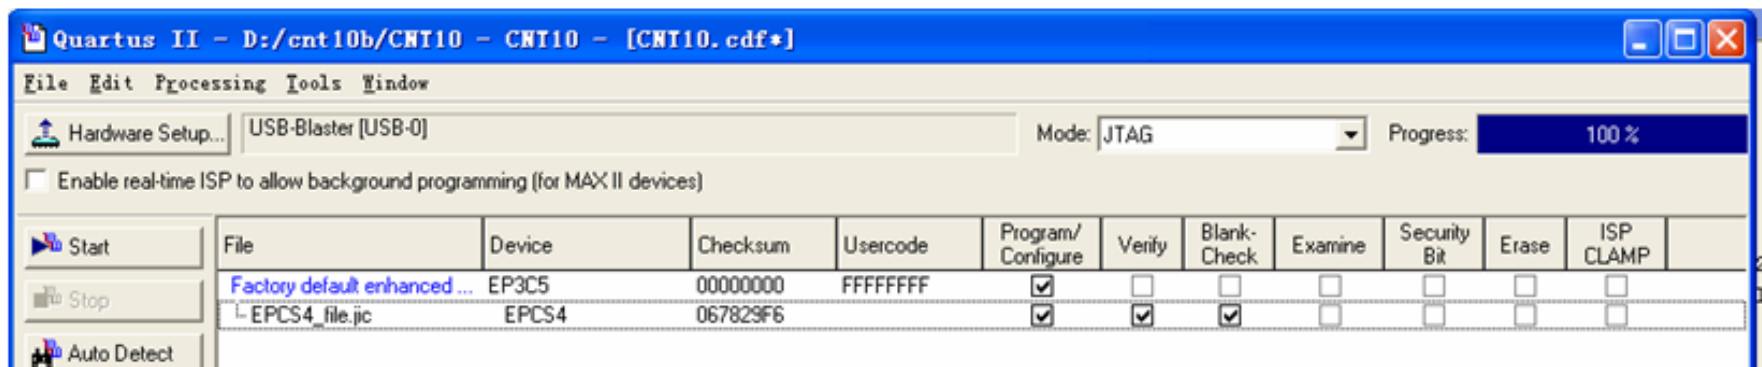 Quartus II - D:/cnt10b/CNT10 - CNT10 - [CNT10.cdf*]
File Edit Processing Tools Window
Hardware Setup... USB-Blaster [USB-0] Mode: JTAG Progress: 100 %
Enable real-time ISP to allow background programming (for MAX II devices)
Start File Device Checksum Usercode Program/ Configure Verify Blank- Check Examine Security Bit Erase ISP CLAMP
Factory default enhanced ... EP3C5 00000000 FFFFFFFF
Stop
EPCS4_file.jic EPCS4 067829F6
Auto Detect